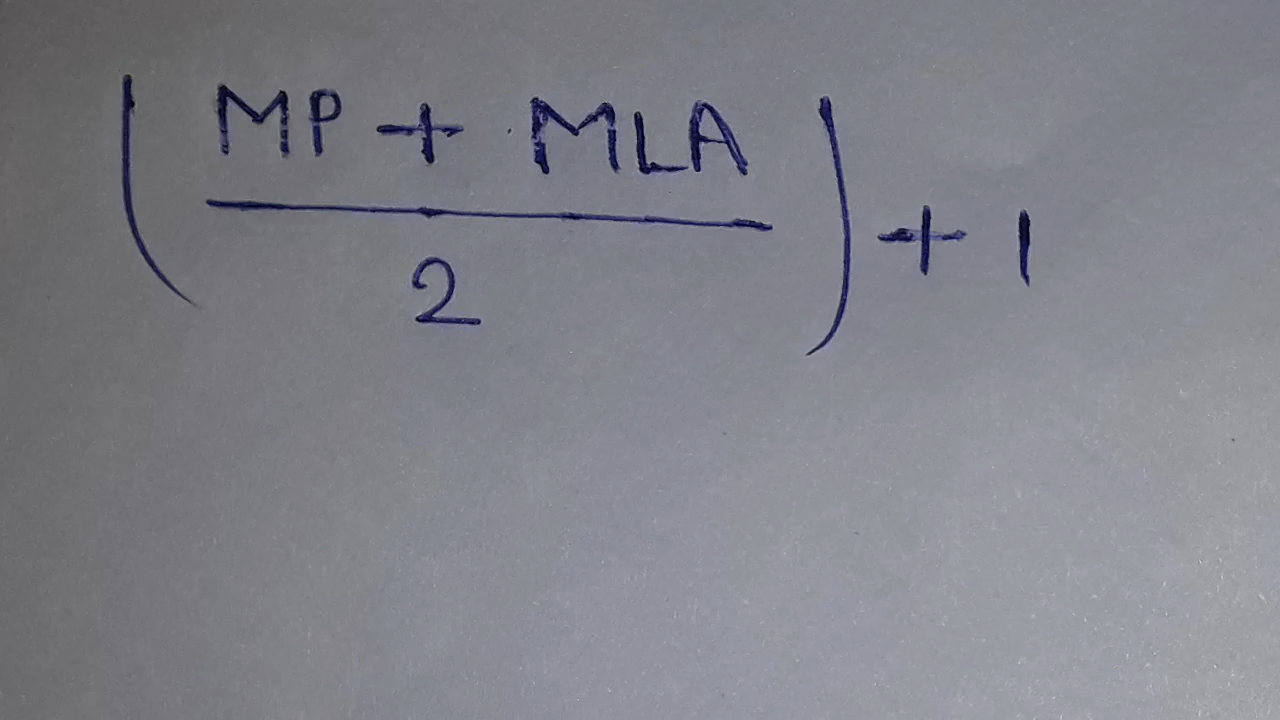 ( MP + MLA / 2 ) + 1